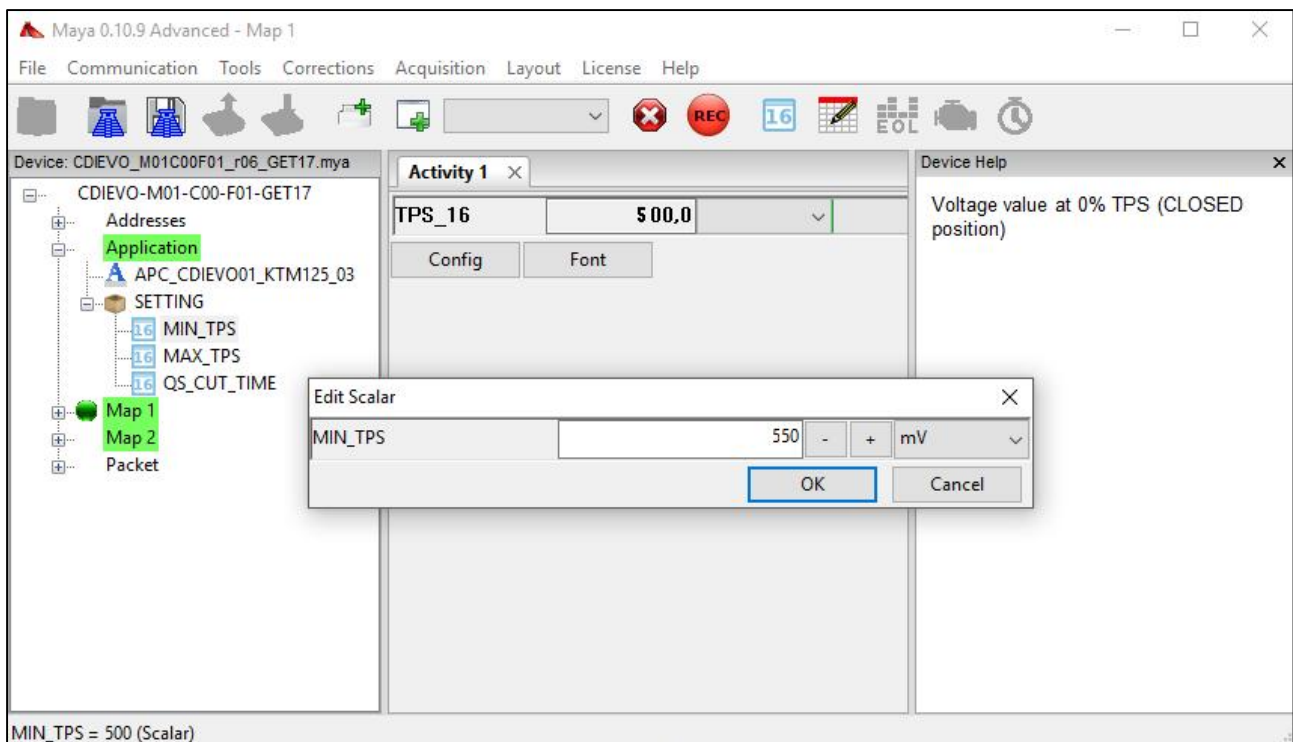 Maya 0.10.9 Advanced - Map 1
File Communication Tools Corrections Acquisition Layout License Help
16 REC EOL
Device: CDIEVO_M01C00F01_r06_GET17.mya
CDIEVO-M01-C00-F01-GET17
Addresses
Application
A APC_CDIEVO01_KTM125_03
SETTING
16 MIN_TPS
16 MAX_TPS
16 QS_CUT_TIME
Map 1
Map 2
Packet
Activity 1
TPS_16 500,0
Config Font
Edit Scalar
MIN_TPS 550 - + mV
OK Cancel
Device Help
Voltage value at 0% TPS (CLOSED
position)
MIN_TPS = 500 (Scalar)